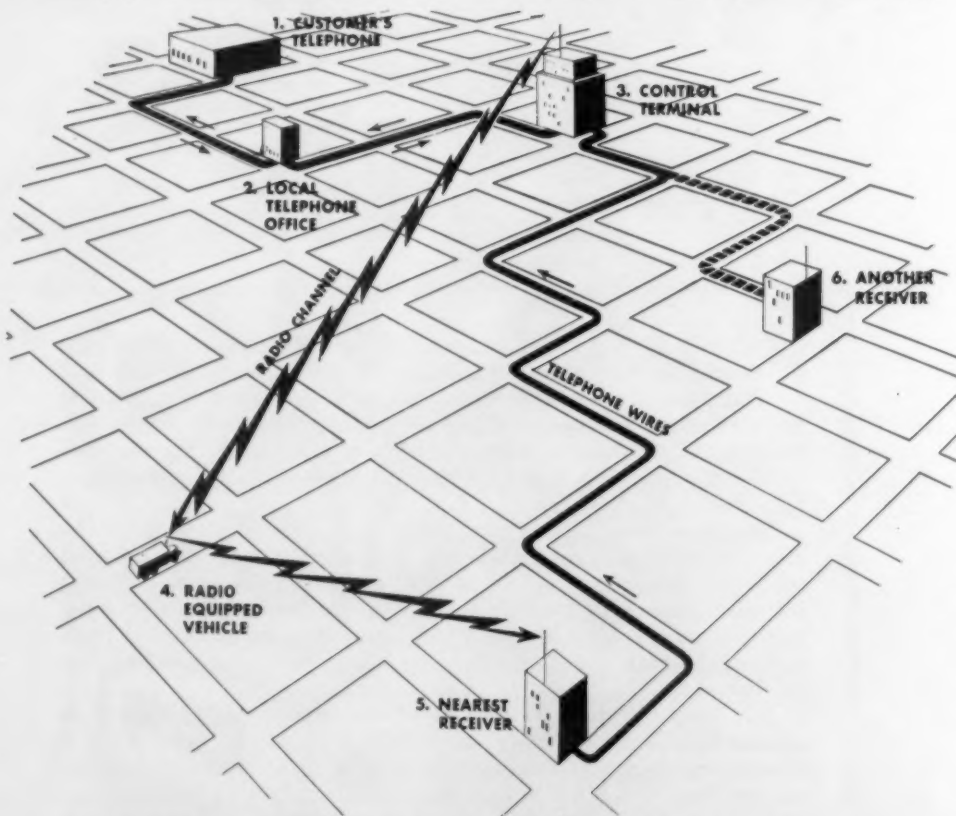 1. CUSTOMER'S
TELEPHONE
2. LOCAL
TELEPHONE
OFFICE
3. CONTROL
TERMINAL
RADIO CHANNEL
TELEPHONE WIRES
4. RADIO
EQUIPPED
VEHICLE
5. NEAREST
RECEIVER
6. ANOTHER
RECEIVER